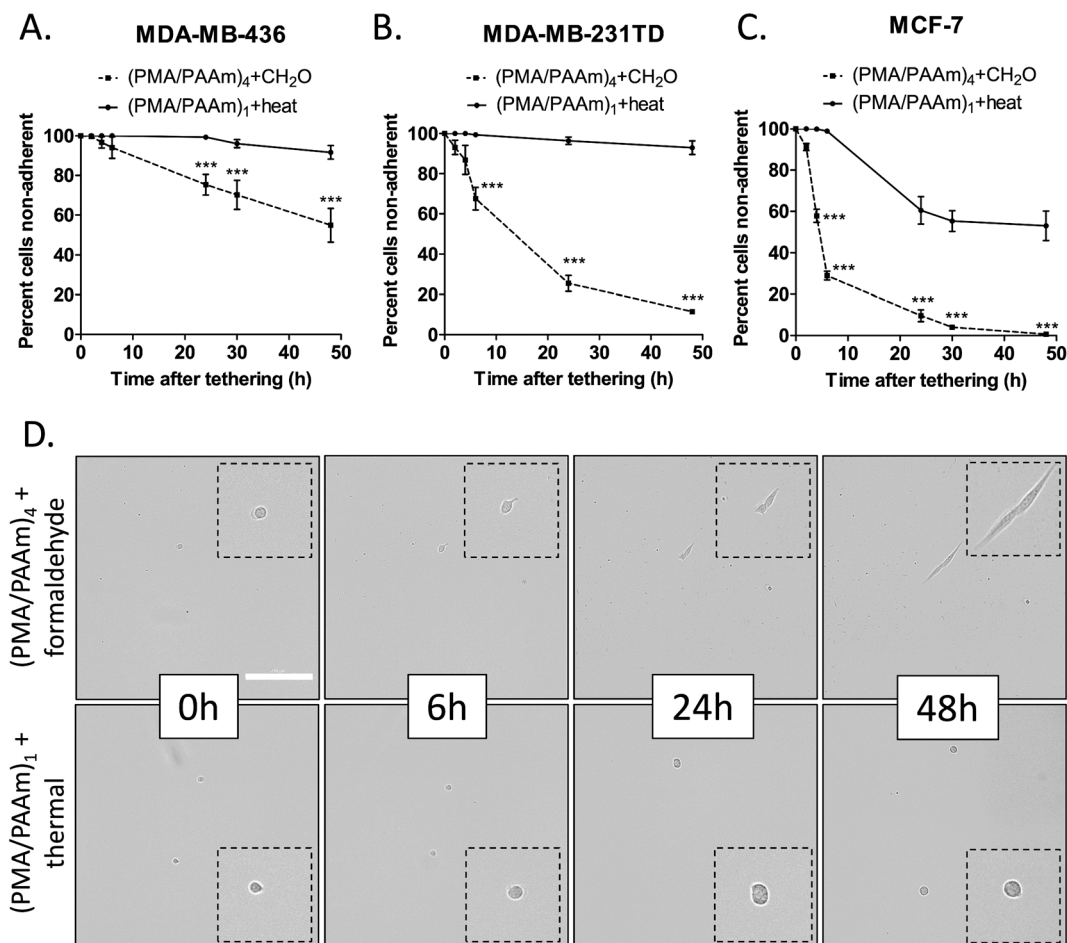 A.
MDA-MB-436
(PMA/PAAm)₄+CH₂O
(PMA/PAAm)₁+heat
Percent cells non-adherent
100
80
60
40
20
0
*** *** ***
0 10 20 30 40 50
Time after tethering (h)
B.
MDA-MB-231TD
(PMA/PAAm)₄+CH₂O
(PMA/PAAm)₁+heat
Percent cells non-adherent
100
80
60
40
20
0
*** *** ***
0 10 20 30 40 50
Time after tethering (h)
C.
MCF-7
(PMA/PAAm)₄+CH₂O
(PMA/PAAm)₁+heat
Percent cells non-adherent
100
80
60
40
20
0
*** *** *** *** ***
0 10 20 30 40 50
Time after tethering (h)
D.
(PMA/PAAm)₄ +
formaldehyde
0h 6h 24h 48h
(PMA/PAAm)₁ +
thermal